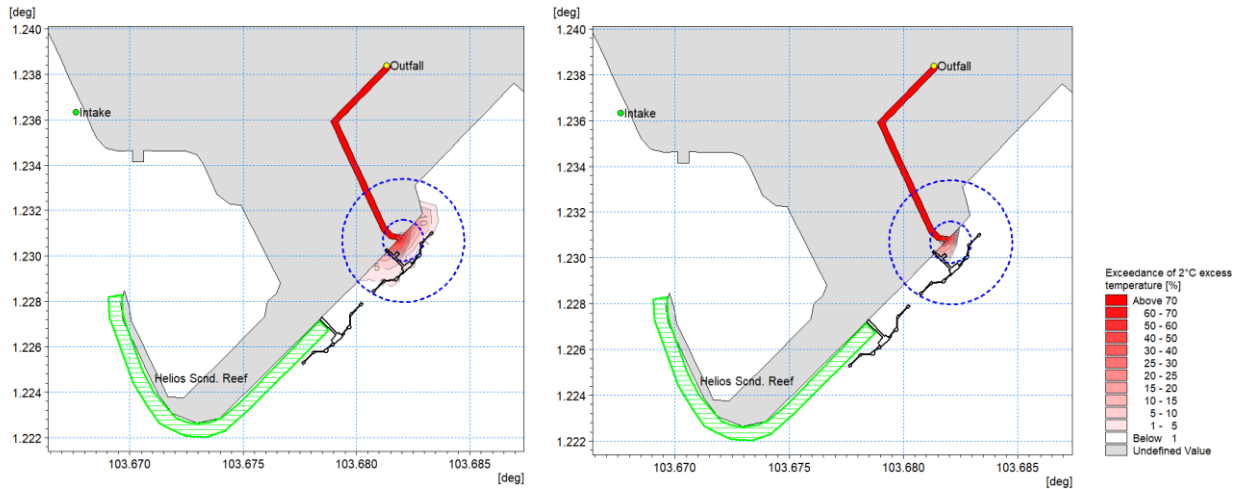 [deg]
1.240
1.238
1.236
1.234
1.232
1.230
1.228
1.226
1.224
1.222
Outfall
Intake
10
5
Helios Scnd. Reef
103.670
103.675
103.680
103.685
[deg]
[deg]
1.240
1.238
1.236
1.234
1.232
1.230
1.228
1.226
1.224
1.222
Outfall
Intake
Helios Scnd. Reef
103.670
103.675
103.680
103.685
[deg]
Exceedance of 2°C excess
temperature [%]
Above 70
60 - 70
50 - 60
40 - 50
30 - 40
25 - 30
20 - 25
15 - 20
10 - 15
5 - 10
1 - 5
Below 1
Undefined Value